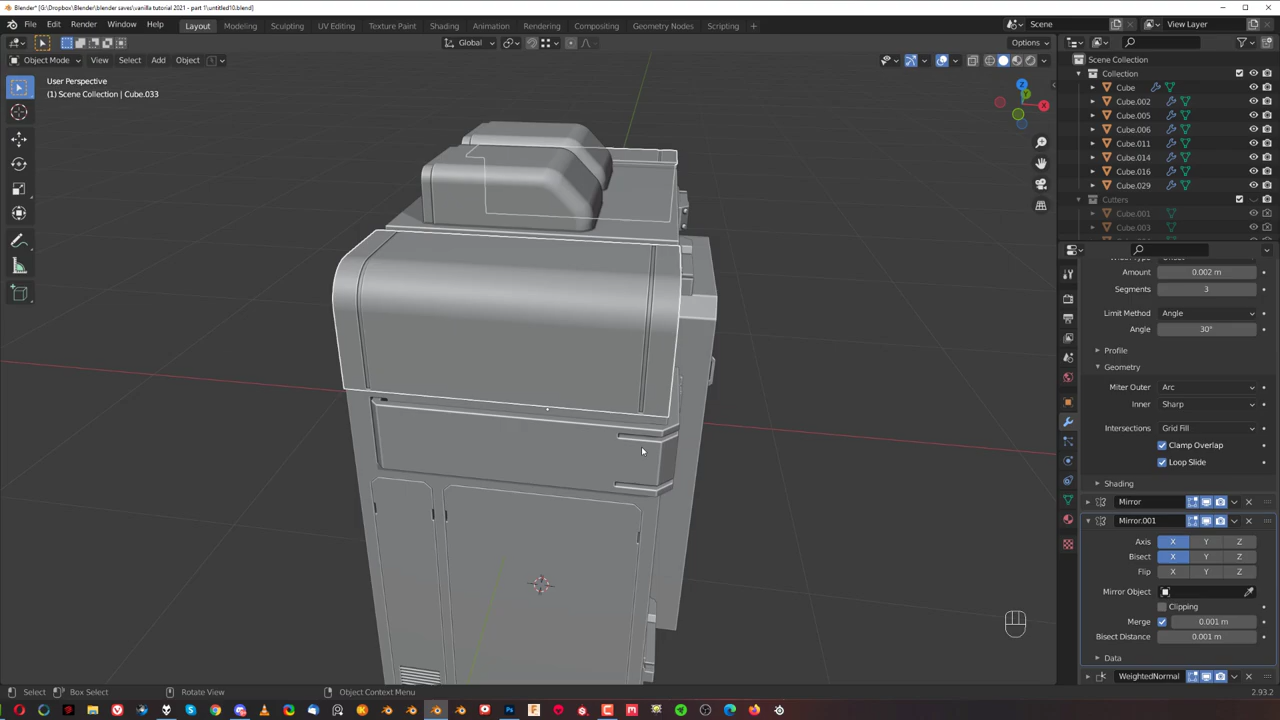 Blender* [G:\Dropbox\Blender\blender saves\vanilla tutorial 2021 - part 1\untitled10.blend]
File Edit Render Window Help Layout Modeling Sculpting UV Editing Texture Paint Shading Animation Rendering Compositing Geometry Nodes Scripting + Scene View Layer
Global Options
Object Mode View Select Add Object
User Perspective
(1) Scene Collection | Cube.033
Z
Y
X
Scene Collection
Collection
Cube
Cube.002
Cube.005
Cube.006
Cube.011
Cube.014
Cube.016
Cube.029
Cutters
Cube.001
Cube.003
Amount 0.002 m
Segments 3
Limit Method Angle
Angle 30°
Profile
Geometry
Miter Outer Arc
Inner Sharp
Intersections Grid Fill
Clamp Overlap
Loop Slide
Shading
Mirror
Mirror.001
Axis X Y Z
Bisect X Y Z
Flip X Y Z
Mirror Object
Clipping
Merge 0.001 m
Bisect Distance 0.001 m
Data
WeightedNormal
Select Box Select Rotate View Object Context Menu 2.93.2